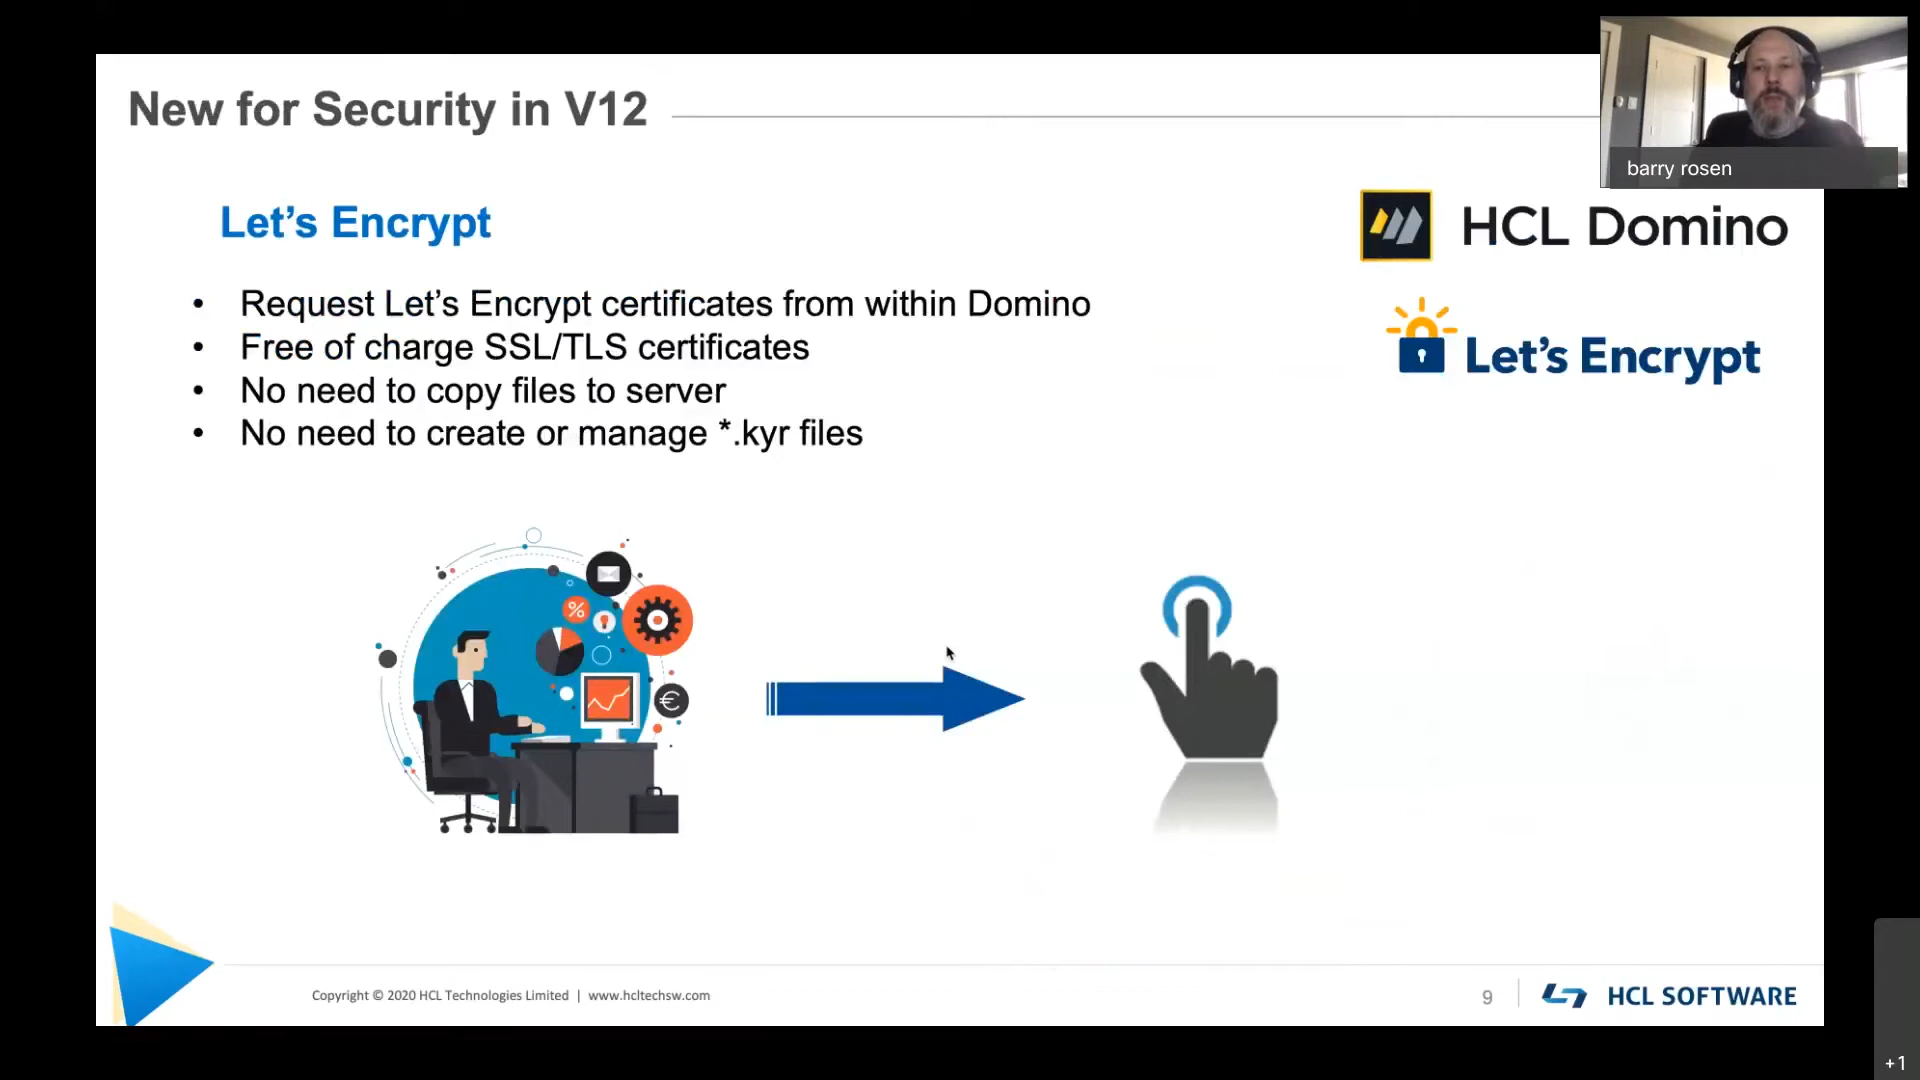 New for Security in V12
barry rosen
Let’s Encrypt
HCL Domino
• Request Let’s Encrypt certificates from within Domino
• Free of charge SSL/TLS certificates
• No need to copy files to server
• No need to create or manage *.kyr files
Let’s Encrypt
%
€
Copyright © 2020 HCL Technologies Limited | www.hcltechsw.com
9
HCL SOFTWARE
+1